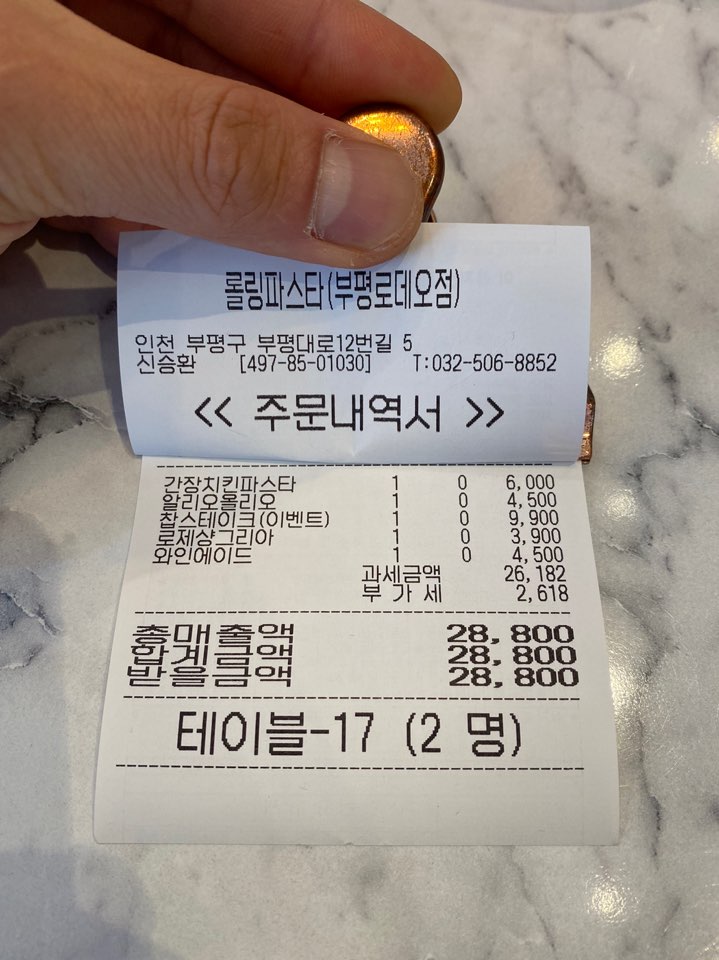 롤링파스타(부평로데오점)
인천 부평구 부평대로12번길 5
신승환 [497-85-01030] T:032-506-8852
<< 주문내역서 >>
간장치킨파스타 1 0 6,000
알리오올리오 1 0 4,500
찹스테이크(이벤트) 1 0 9,900
로제샹그리아 1 0 3,900
와인에이드 1 0 4,500
과세금액 26,182
부 가 세 2,618
총 매 출 액 28,800
합 계 금 액 28,800
받 을 금 액 28,800
테이블-17 (2 명)